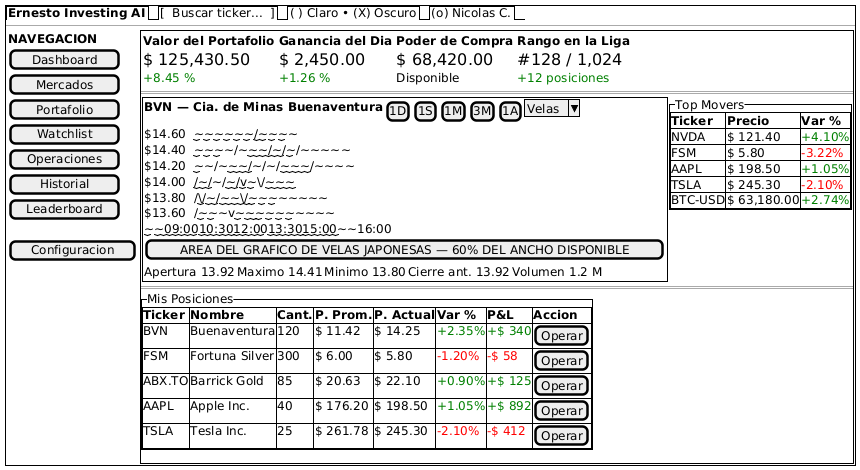 Ernesto Investing AI [ Buscar ticker... ] ( ) Claro • (X) Oscuro (o) Nicolas C.
NAVEGACION
Dashboard
Mercados
Portafolio
Watchlist
Operaciones
Historial
Leaderboard
Configuracion
Valor del Portafolio Ganancia del Dia Poder de Compra Rango en la Liga
$ 125,430.50 $ 2,450.00 $ 68,420.00 #128 / 1,024
+8.45 % +1.26 % Disponible +12 posiciones
BVN — Cia. de Minas Buenaventura 1D 1S 1M 3M 1A Velas ▼
$14.60 ~~~~~~/~~~~
$14.40 ~~~~/~~~~/~/~/~~~~~
$14.20 ~~/~~~~/~/~/~~~~/~~~~
$14.00 /~/~/~/v~\/~~~
$13.80 /\/~/~~\/~~~~~~~~
$13.60 /~~~v~~~~~~~~~~
~~09:0010:3012:0013:3015:00~~16:00
AREA DEL GRAFICO DE VELAS JAPONESAS — 60% DEL ANCHO DISPONIBLE
Apertura 13.92 Maximo 14.41 Minimo 13.80 Cierre ant. 13.92 Volumen 1.2 M
Top Movers
Ticker Precio Var %
NVDA $ 121.40 +4.10%
FSM $ 5.80 -3.22%
AAPL $ 198.50 +1.05%
TSLA $ 245.30 -2.10%
BTC-USD $ 63,180.00 +2.74%
Mis Posiciones
Ticker Nombre Cant. P. Prom. P. Actual Var % P&L Accion
BVN Buenaventura 120 $ 11.42 $ 14.25 +2.35% +$ 340 Operar
FSM Fortuna Silver 300 $ 6.00 $ 5.80 -1.20% -$ 58 Operar
ABX.TO Barrick Gold 85 $ 20.63 $ 22.10 +0.90% +$ 125 Operar
AAPL Apple Inc. 40 $ 176.20 $ 198.50 +1.05% +$ 892 Operar
TSLA Tesla Inc. 25 $ 261.78 $ 245.30 -2.10% -$ 412 Operar